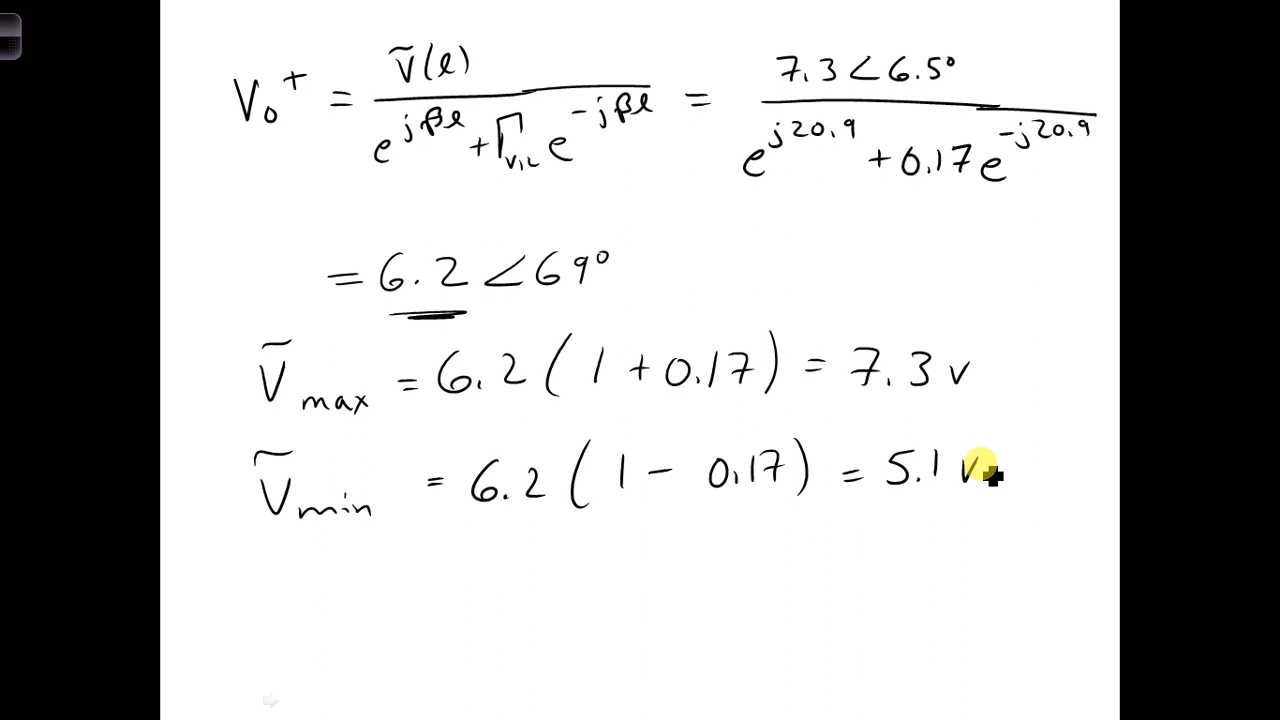 V₀⁺ = Ṽ(ℓ) / (e^{jβℓ} + Γ_{V,L} e^{-jβℓ}) = 7.3∠6.5° / (e^{j20.9} + 0.17e^{-j20.9})
= 6.2∠69°
Ṽmax = 6.2(1 + 0.17) = 7.3 v
Ṽmin = 6.2(1 - 0.17) = 5.1 v